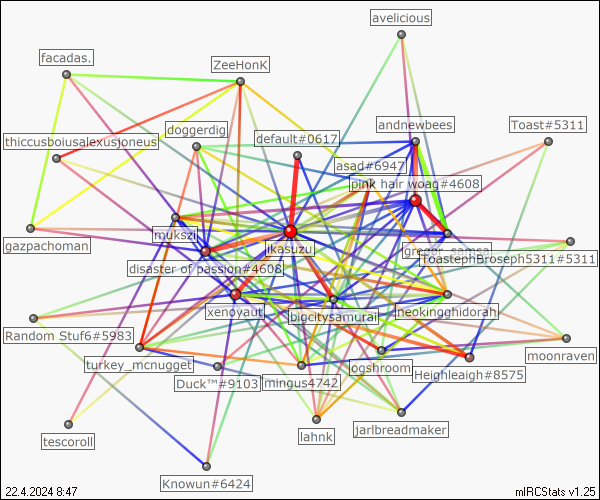 avelicious
facadas.
ZeeHonK
andnewbees
Toast#5311
doggerdig
default#0617
thiccusboiusalexusjoneus
asad#6947
pink hair woag#4608
mukszi
jikasuzu
gregor_samsa
gazpachoman
ToastephBroseph5311#5311
disaster of passion#4608
xenoyaut
bigcitysamurai
neokingghidorah
Random Stuf6#5983
turkey_mcnugget
moonraven
ogshroom
Heighleaigh#8575
Duck™#9103
mingus4742
tescoroll
lahnk
jarlbreadmaker
Knowun#6424
22.4.2024 8:47
mIRCStats v1.25